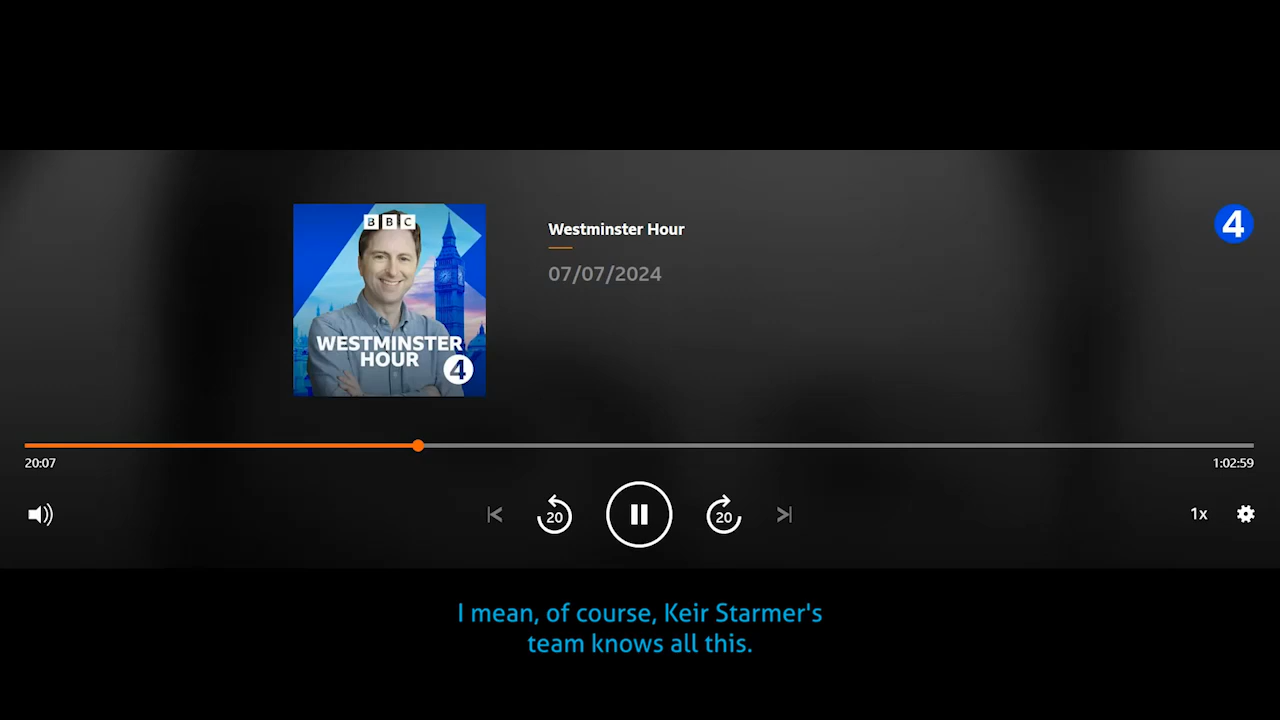 BBC
WESTMINSTER
HOUR
4
Westminster Hour
07/07/2024
4
20:07
1:02:59
20
20
1x
I mean, of course, Keir Starmer's
team knows all this.